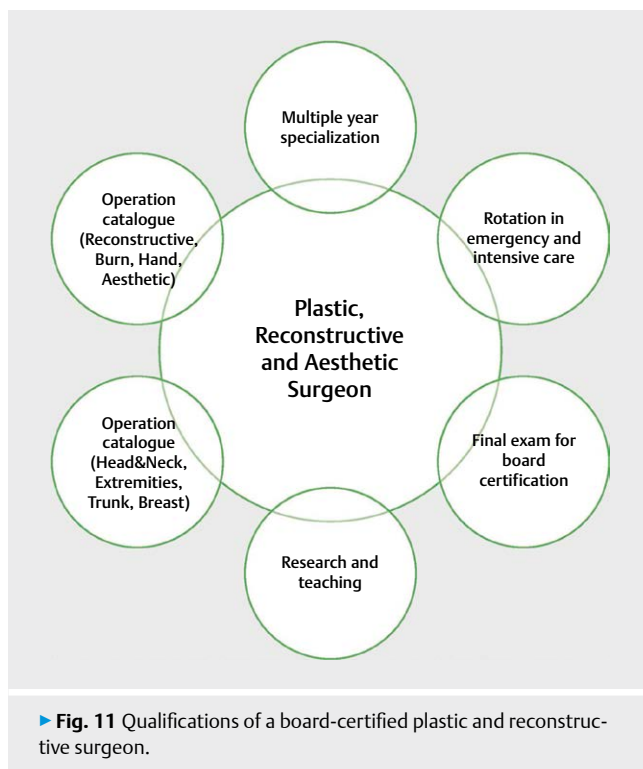 Multiple year
specialization
Operation
catalogue
(Reconstructive,
Burn, Hand,
Aesthetic)
Rotation in
emergency and
intensive care
Plastic,
Reconstructive
and Aesthetic
Surgeon
Operation
catalogue
(Head&Neck,
Extremities,
Trunk, Breast)
Final exam for
board
certification
Research and
teaching
▶ Fig. 11 Qualifications of a board-certified plastic and reconstruc-
tive surgeon.